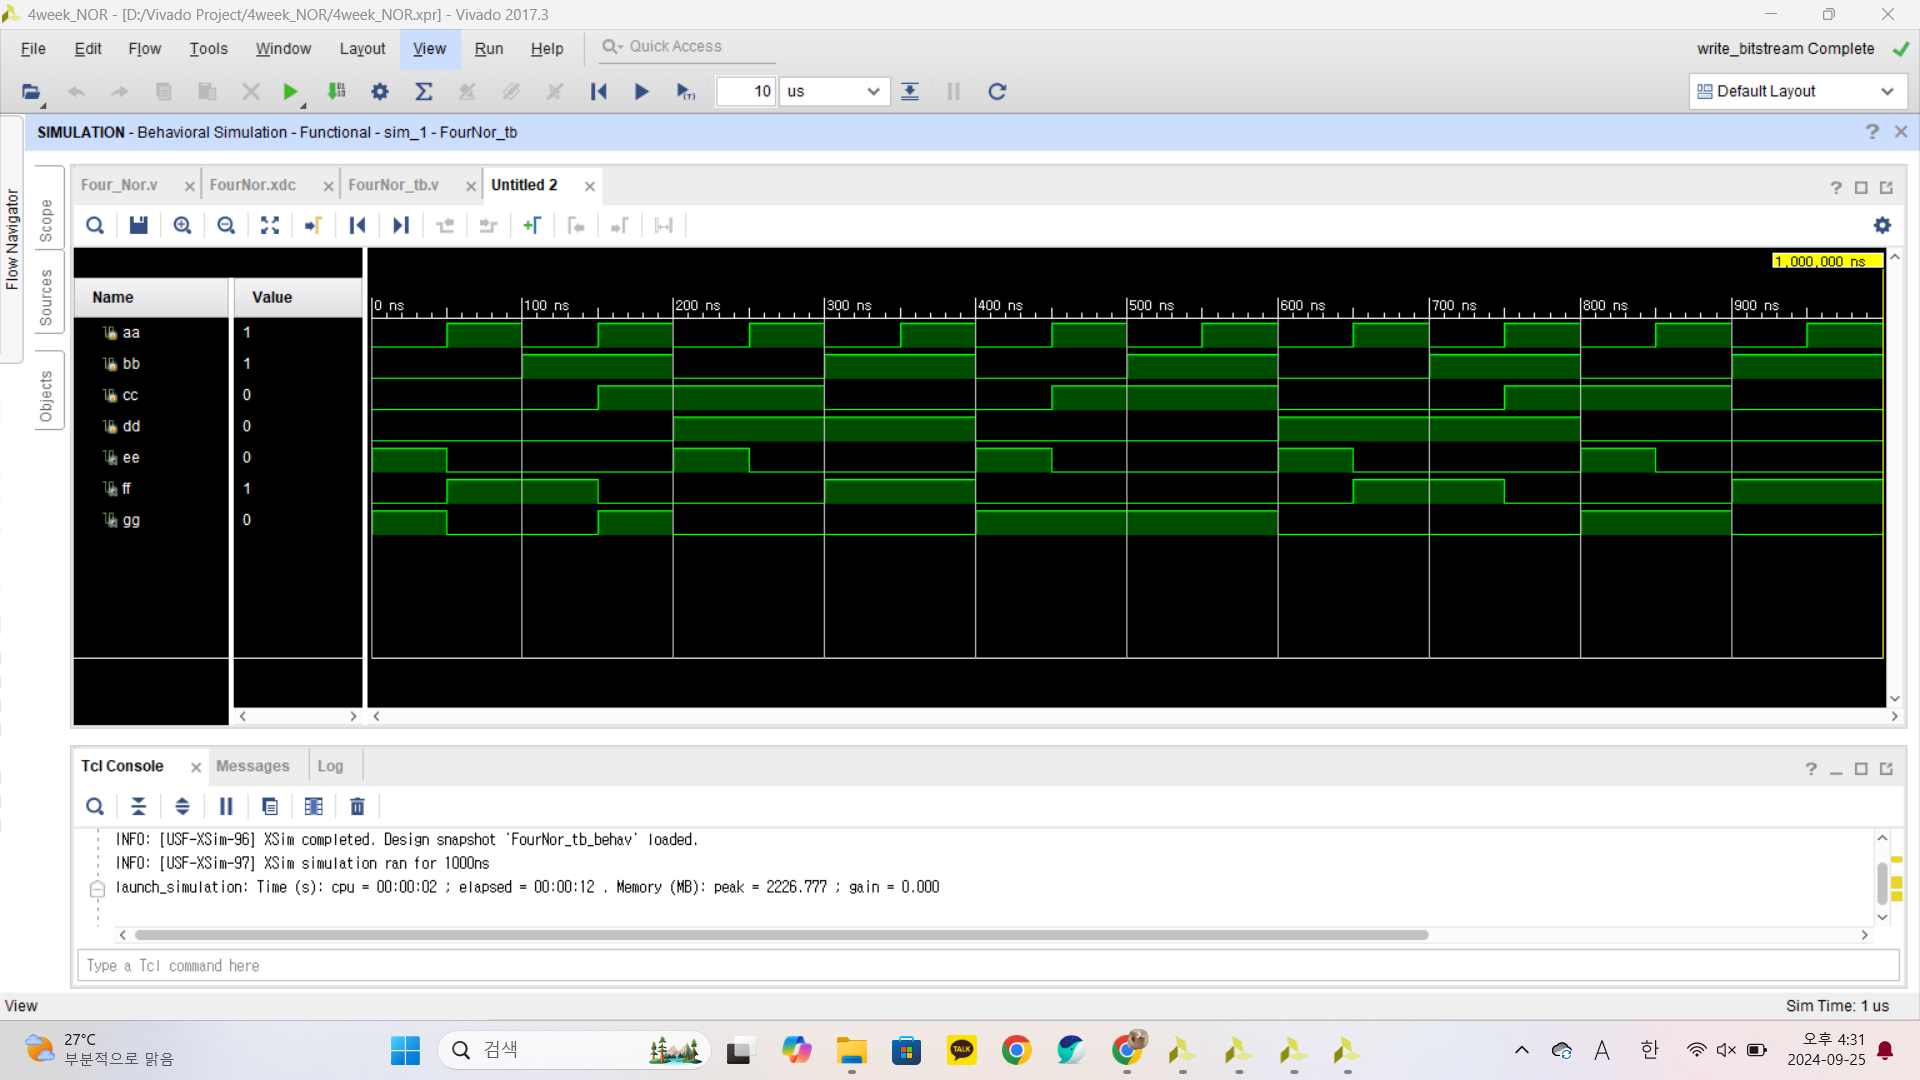 4week_NOR - [D:/Vivado Project/4week_NOR/4week_NOR.xpr] - Vivado 2017.3
File Edit Flow Tools Window Layout View Run Help Quick Access write_bitstream Complete
10 us Default Layout
SIMULATION - Behavioral Simulation - Functional - sim_1 - FourNor_tb
Flow Navigator
Scope
Sources
Objects
Four_Nor.v FourNor.xdc FourNor_tb.v Untitled 2
1,000,000 ns
Name Value
0 ns 100 ns 200 ns 300 ns 400 ns 500 ns 600 ns 700 ns 800 ns 900 ns
aa 1
bb 1
cc 0
dd 0
ee 0
ff 1
gg 0
Tcl Console Messages Log
INFO: [USF-XSim-96] XSim completed. Design snapshot 'FourNor_tb_behav' loaded.
INFO: [USF-XSim-97] XSim simulation ran for 1000ns
launch_simulation: Time (s): cpu = 00:00:02 ; elapsed = 00:00:12 . Memory (MB): peak = 2226.777 ; gain = 0.000
Type a Tcl command here
View Sim Time: 1 us
27°C
부분적으로 맑음
검색
TALK
A 한
오후 4:31
2024-09-25